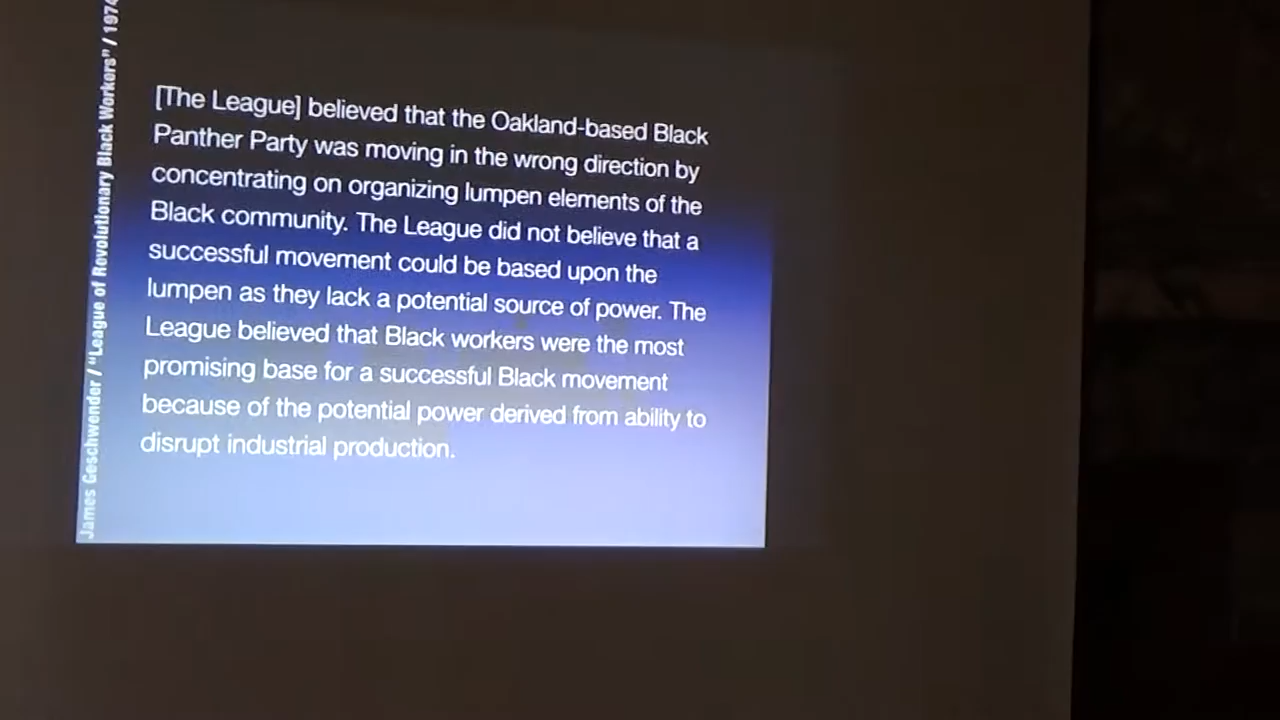 [The League] believed that the Oakland-based Black
Panther Party was moving in the wrong direction by
concentrating on organizing lumpen elements of the
Black community. The League did not believe that a
successful movement could be based upon the
lumpen as they lack a potential source of power. The
League believed that Black workers were the most
promising base for a successful Black movement
because of the potential power derived from ability to
disrupt industrial production.
James Geschwender / "League of Revolutionary Black Workers" / 1974